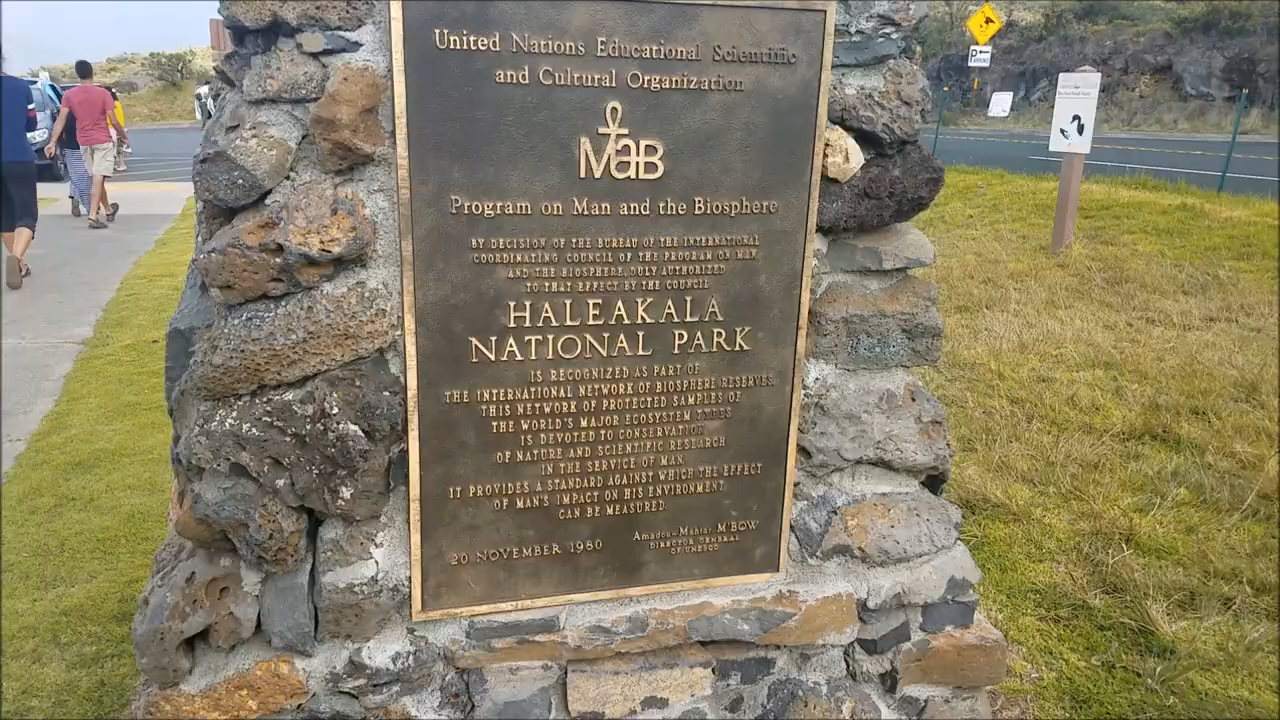 United Nations Educational Scientific
and Cultural Organization
MaB
Program on Man and the Biosphere
BY DECISION OF THE BUREAU OF THE INTERNATIONAL
COORDINATING COUNCIL OF THE PROGRAM ON MAN
AND THE BIOSPHERE, DULY AUTHORIZED
TO THAT EFFECT BY THE COUNCIL
HALEAKALA
NATIONAL PARK
IS RECOGNIZED AS PART OF
THE INTERNATIONAL NETWORK OF BIOSPHERE RESERVES.
THIS NETWORK OF PROTECTED SAMPLES OF
THE WORLD'S MAJOR ECOSYSTEM TYPES
IS DEVOTED TO CONSERVATION
OF NATURE AND SCIENTIFIC RESEARCH
IN THE SERVICE OF MAN.
IT PROVIDES A STANDARD AGAINST WHICH THE EFFECT
OF MAN'S IMPACT ON HIS ENVIRONMENT
CAN BE MEASURED.
20 NOVEMBER 1980
Amadou-Mahtar M'BOW
DIRECTOR GENERAL
OF UNESCO
P
PARKING